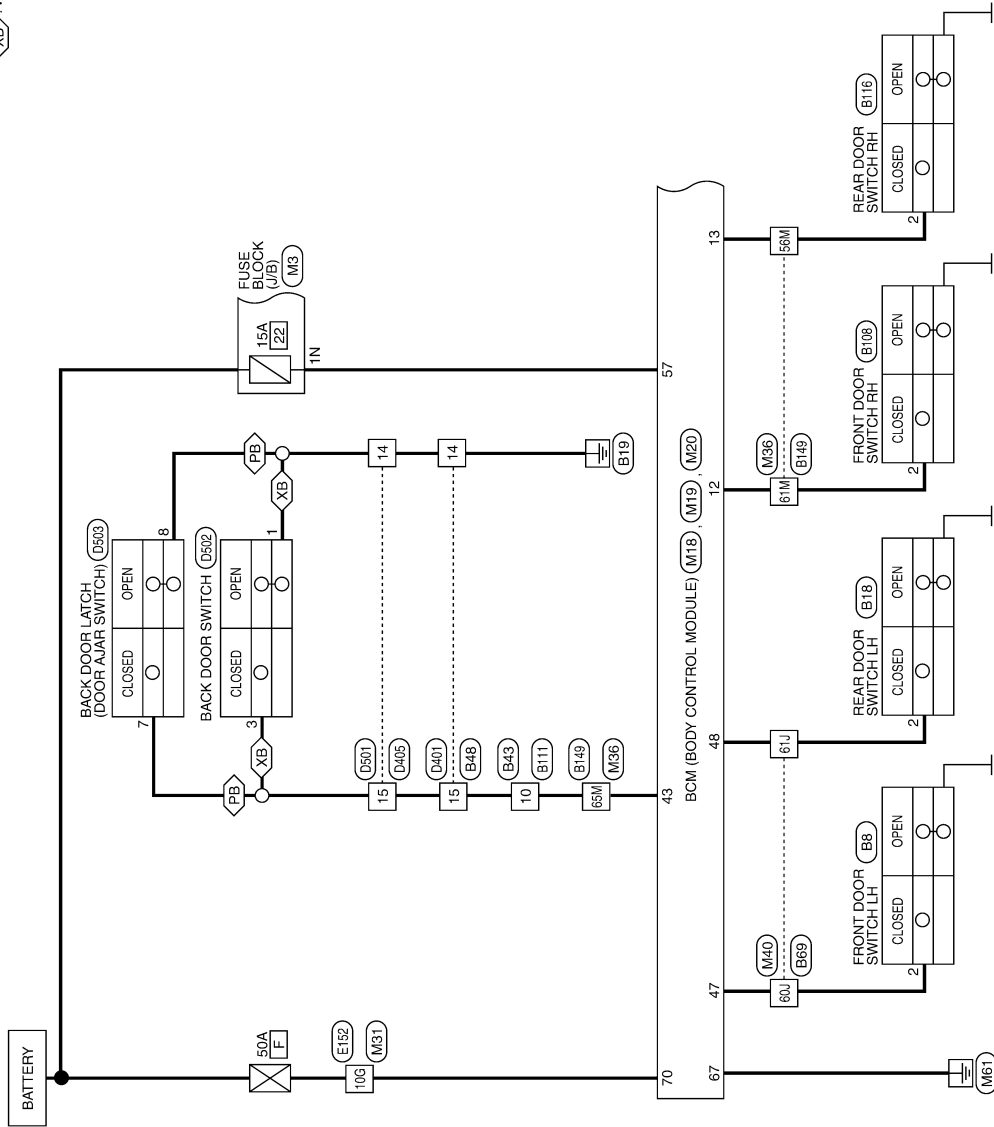 XB
BATTERY
50A
F
E152
10G
M31
70
67
M61
BACK DOOR LATCH
(DOOR AJAR SWITCH)
D503
CLOSED
OPEN
7
8
BACK DOOR SWITCH
D502
CLOSED
OPEN
3
1
PB
XB
XB
PB
D501
15
D405
14
D401
15
B48
14
B43
10
B111
B149
65M
M36
B19
43
FUSE
BLOCK
(J/B)
M3
15A
22
1N
57
BCM (BODY CONTROL MODULE)
M18 , M19 , M20
47
48
12
13
M40
60J
B69
61J
M36
61M
B149
56M
FRONT DOOR
SWITCH LH
B8
CLOSED
OPEN
2
REAR DOOR
SWITCH LH
B18
CLOSED
OPEN
2
FRONT DOOR
SWITCH RH
B108
CLOSED
OPEN
2
REAR DOOR
SWITCH RH
B116
CLOSED
OPEN
2